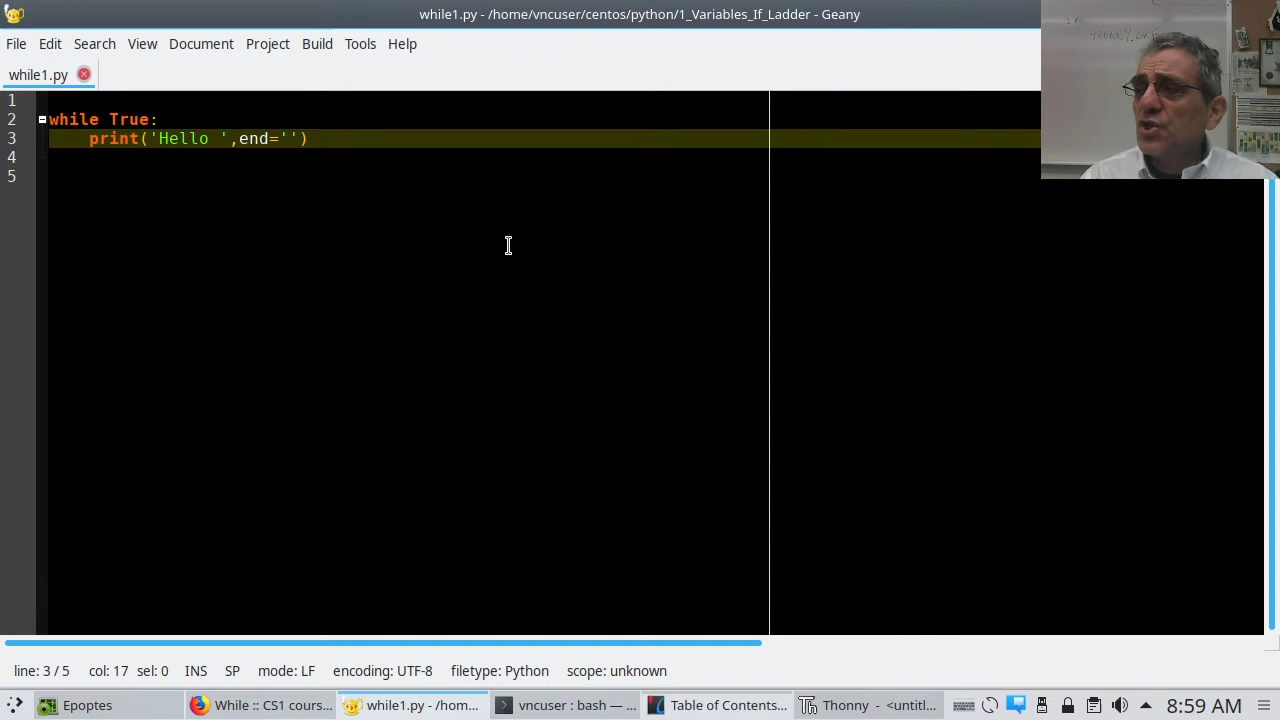 while1.py - /home/vncuser/centos/python/1_Variables_If_Ladder - Geany
File Edit Search View Document Project Build Tools Help
while1.py
1
2 while True:
3 print('Hello ',end='')
4
5
THONNY.ORG
line: 3 / 5 col: 17 sel: 0 INS SP mode: LF encoding: UTF-8 filetype: Python scope: unknown
Epoptes While :: CS1 cour... while1.py - /hom... vncuser : bash — ... Table of Contents... Thonny - <untitl... 8:59 AM